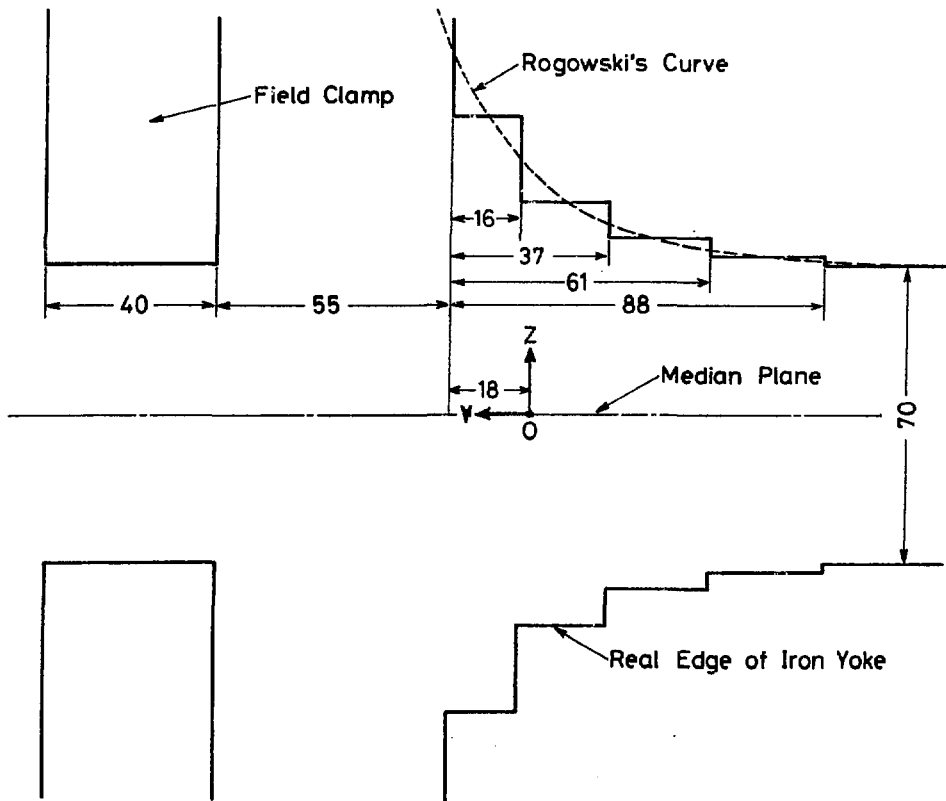 Rogowski's Curve
Field Clamp
16
37
61
40
55
88
Z
18
Median Plane
O
70
Real Edge of Iron Yoke